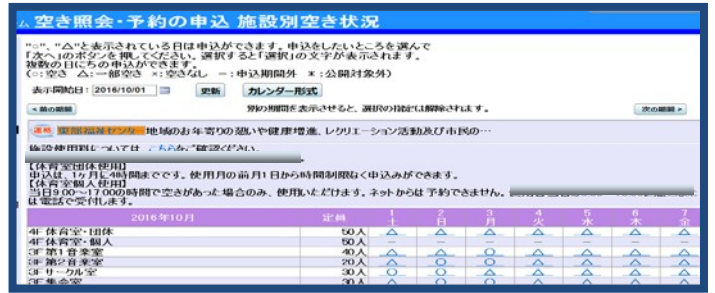 空き照会・予約の申込 施設別空き状況
"○"、"△"と表示されている日は申込ができます。申込をしたいところを選んで
「次へ」のボタンを押してください。選択すると「選択」の文字が表示されます。
複数の日にちの申込ができます。
(○:空き △:一部空き ×:空きなし －:申込期間外 ＊:公開対象外)
表示開始日: 2016/10/01 更新 カレンダー形式
< 前の期間 別の期間を表示させると、選択の指定は解除されます。 次の期間 >
連絡 東部福祉センター 地域のお年寄りの憩いや健康増進、レクリエーション活動及び市民の…
施設使用料については、こちらをご確認ください。
【体育室団体使用】
申込は、1ヶ月に4時間までです。使用月の前月1日から8時間制限なく申込みができます。
【体育室個人使用】
当日9:00～17:00の時間で空きがあった場合のみ、使用いただけます。ネットからは予約できません。
は電話で受付します。
2016年10月 定員 1 土 2 日 3 月 4 火 5 水 6 木 7 金
4F 体育室・団体 50人 △ △ △ △ △ △ △
4F 体育室・個人 50人 － － － － － － －
3F 第1音楽室 40人 △ △ ○ △ △ △ △
3F 第2音楽室 20人 △ ○ ○ △ △ △ △
3F サークル室 30人 ○ ○ △ △ △ △ △
3F 集会室 30人 △ △ △ △ △ △ △